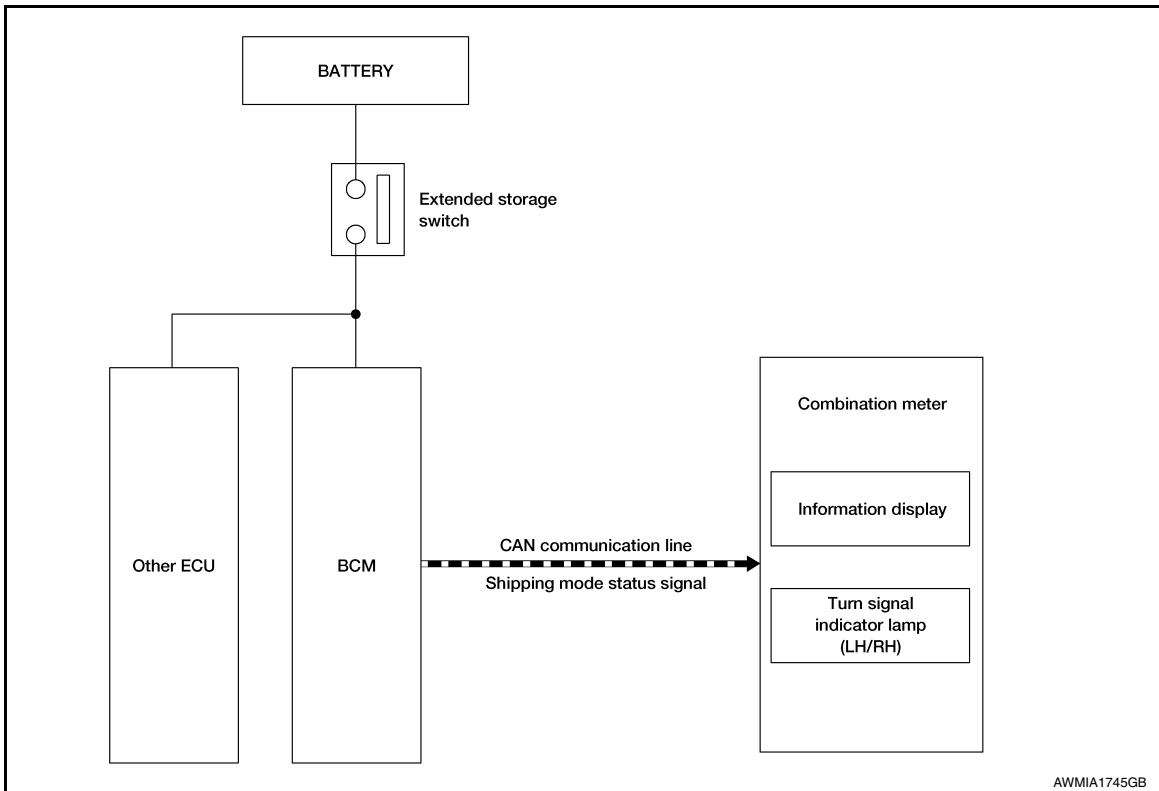 BATTERY
Extended storage
switch
Combination meter
Information display
Other ECU
BCM
CAN communication line
Shipping mode status signal
Turn signal
indicator lamp
(LH/RH)
AWMIA1745GB